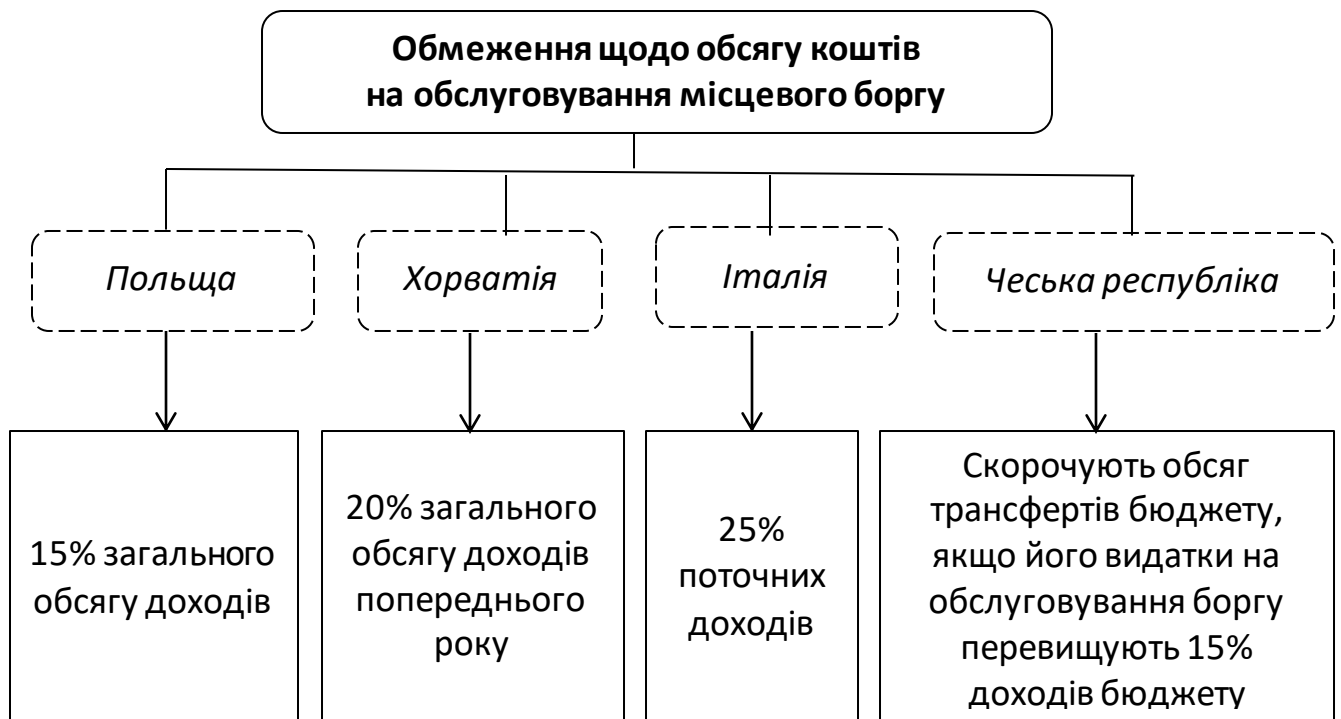 Обмеження щодо обсягу коштів
на обслуговування місцевого боргу
Польща
Хорватія
Італія
Чеська республіка
15% загального
обсягу доходів
20% загального
обсягу доходів
попереднього
року
25%
поточних
доходів
Скорочують обсяг
трансфертів бюджету,
якщо його видатки на
обслуговування боргу
перевищують 15%
доходів бюджету